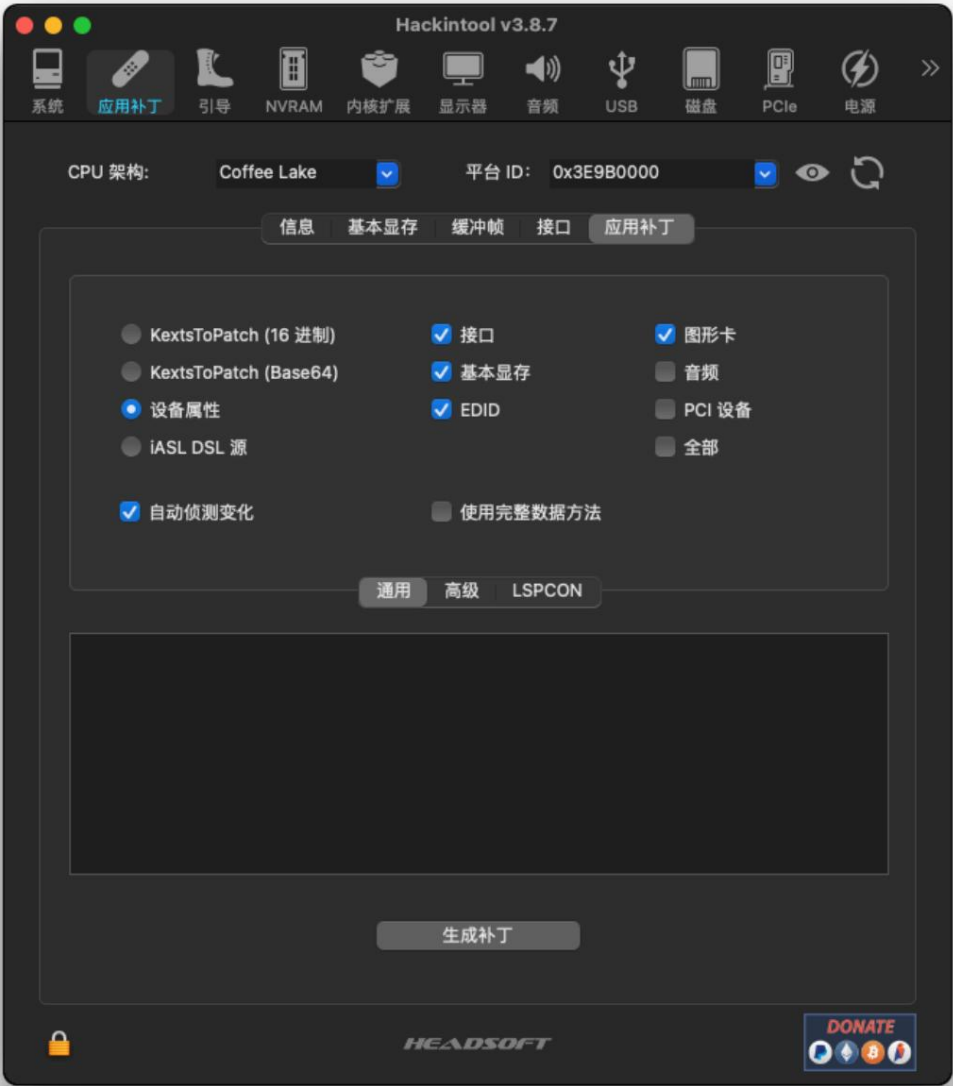 Hackintool v3.8.7
系统 应用补丁 引导 NVRAM 内核扩展 显示器 音频 USB 磁盘 PCIe 电源
CPU 架构: Coffee Lake 平台 ID: 0x3E9B0000
信息 基本显存 缓冲帧 接口 应用补丁
KextsToPatch (16 进制) 接口 图形卡
KextsToPatch (Base64) 基本显存 音频
设备属性 EDID PCI 设备
iASL DSL 源 全部
自动侦测变化 使用完整数据方法
通用 高级 LSPCON
生成补丁
HEADSOFT
DONATE